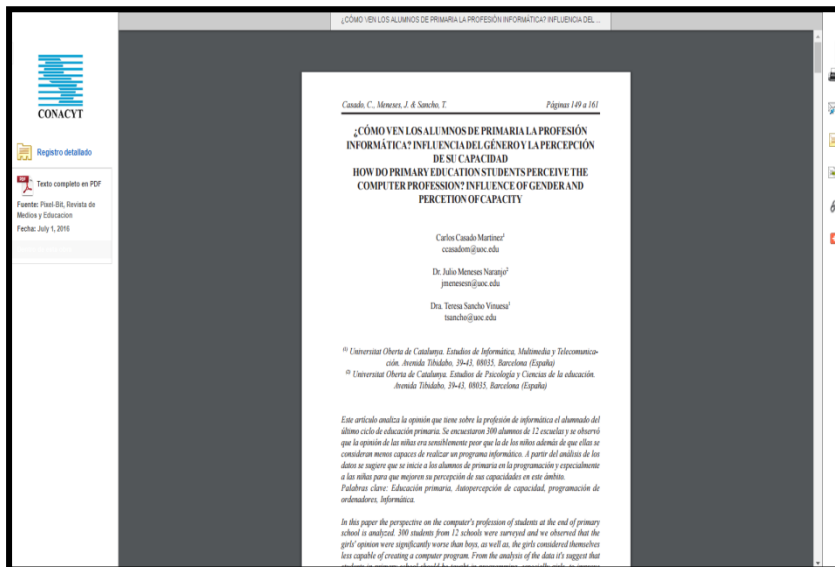 ¿CÓMO VEN LOS ALUMNOS DE PRIMARIA LA PROFESIÓN INFORMÁTICA? INFLUENCIA DEL ...
CONACYT
Registro detallado
Texto completo en PDF
Fuente: Pixel-Bit, Revista de
Medios y Educacion
Fecha: July 1, 2016
Casado, C., Meneses, J. & Sancho, T.
Páginas 149 a 161
¿CÓMO VEN LOS ALUMNOS DE PRIMARIA LA PROFESIÓN
INFORMÁTICA? INFLUENCIA DEL GÉNERO Y LA PERCEPCIÓN
DE SU CAPACIDAD
HOW DO PRIMARY EDUCATION STUDENTS PERCEIVE THE
COMPUTER PROFESSION? INFLUENCE OF GENDER AND
PERCETION OF CAPACITY
Carlos Casado Martínez¹
ccasadom@uoc.edu
Dr. Julio Meneses Naranjo²
jmenesesn@uoc.edu
Dra. Teresa Sancho Vinuesa¹
tsancho@uoc.edu
(1) Universitat Oberta de Catalunya. Estudios de Informática, Multimedia y Telecomunica-
ción. Avenida Tibidabo, 39-43, 08035, Barcelona (España)
(2) Universitat Oberta de Catalunya. Estudios de Psicología y Ciencias de la educación.
Avenida Tibidabo, 39-43, 08035, Barcelona (España)
Este artículo analiza la opinión que tiene sobre la profesión de informática el alumnado del
último ciclo de educación primaria. Se encuestaron 300 alumnos de 12 escuelas y se observó
que la opinión de las niñas era sensiblemente peor que la de los niños además de que ellas se
consideran menos capaces de realizar un programa informático. A partir del análisis de los
datos se sugiere que se inicie a los alumnos de primaria en la programación y especialmente
a las niñas para que mejoren su percepción de sus capacidades en este ámbito.
Palabras clave: Educación primaria, Autopercepción de capacidad, programación de
ordenadores, Informática.
In this paper the perspective on the computer's profession of students at the end of primary
school is analyzed. 300 students from 12 schools were surveyed and we observed that the
girls' opinion were significantly worse than boys, as well as, the girls considered themselves
less capable of creating a computer program. From the analysis of the data it's suggest that